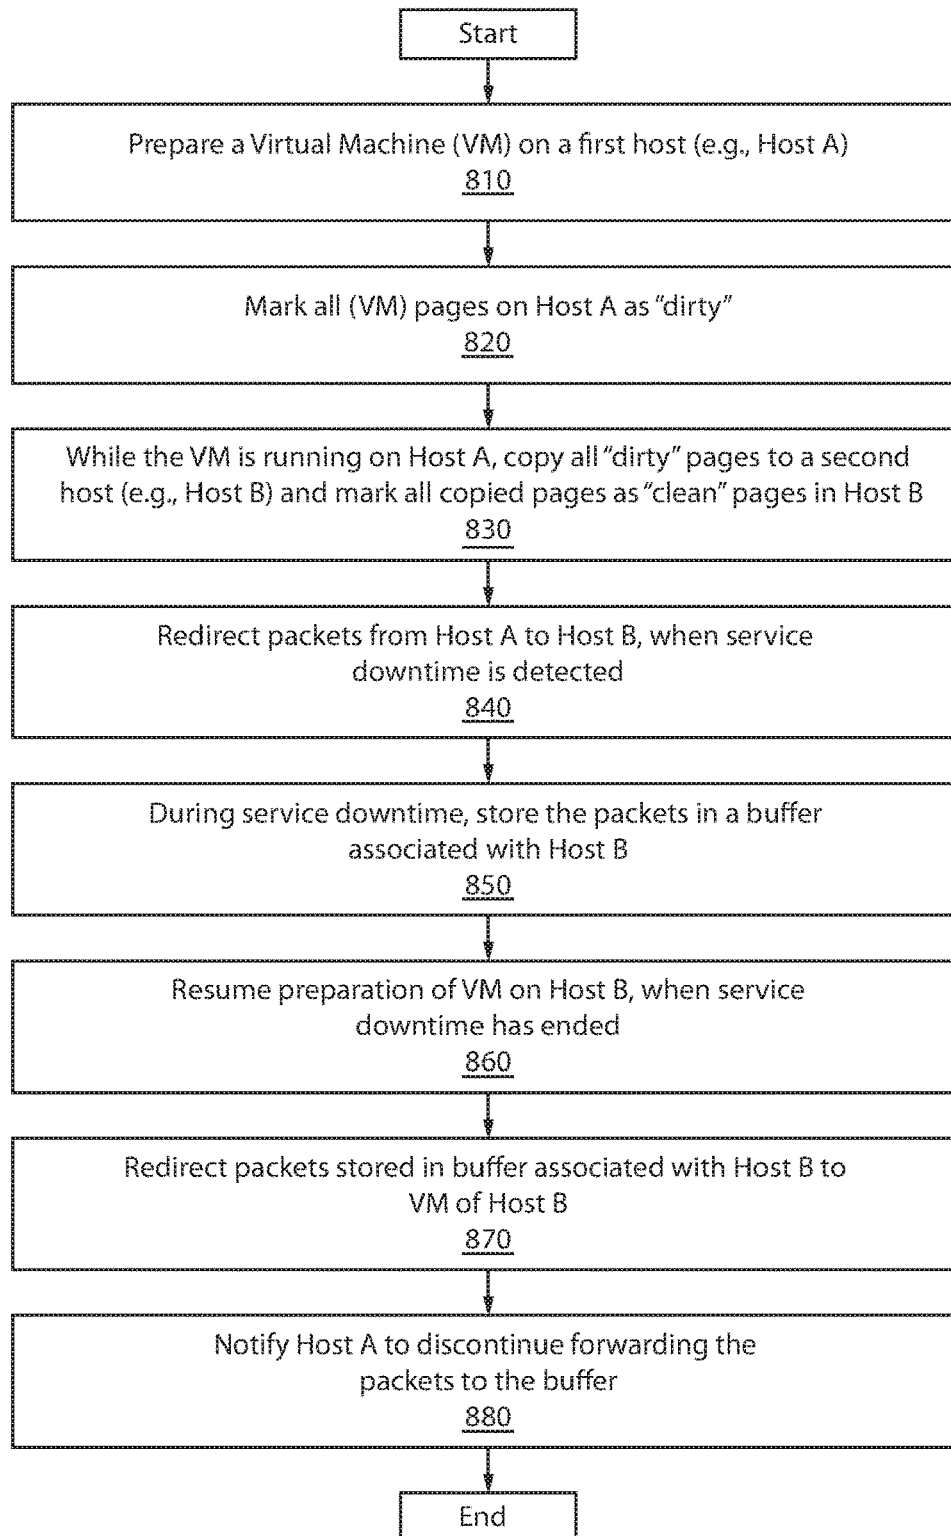 Start
Prepare a Virtual Machine (VM) on a first host (e.g., Host A)
810
Mark all (VM) pages on Host A as “dirty”
820
While the VM is running on Host A, copy all “dirty” pages to a second
host (e.g., Host B) and mark all copied pages as “clean” pages in Host B
830
Redirect packets from Host A to Host B, when service
downtime is detected
840
During service downtime, store the packets in a buffer
associated with Host B
850
Resume preparation of VM on Host B, when service
downtime has ended
860
Redirect packets stored in buffer associated with Host B to
VM of Host B
870
Notify Host A to discontinue forwarding the
packets to the buffer
880
End